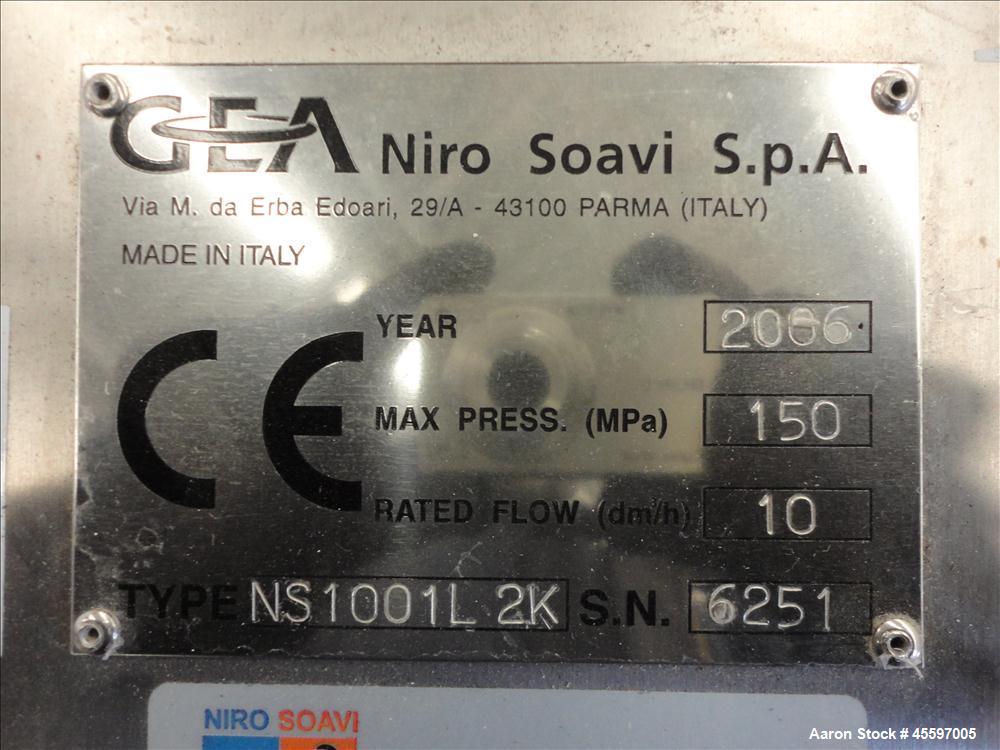 GEA Niro Soavi S.p.A.
Via M. da Erba Edoari, 29/A - 43100 PARMA (ITALY)
MADE IN ITALY
CE
YEAR 2006
MAX PRESS. (MPa) 150
RATED FLOW (dm³/h) 10
TYPE NS1001L 2K S.N. 6251
NIRO SOAVI
Aaron Stock # 45597005